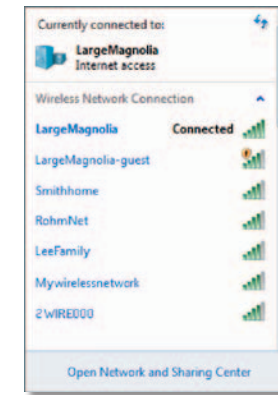 Currently connected to:
LargeMagnolia
Internet access
Wireless Network Connection
LargeMagnolia Connected
LargeMagnolia-guest
Smithhome
RohmNet
LeeFamily
Mywirelessnetwork
2WIRE000
Open Network and Sharing Center